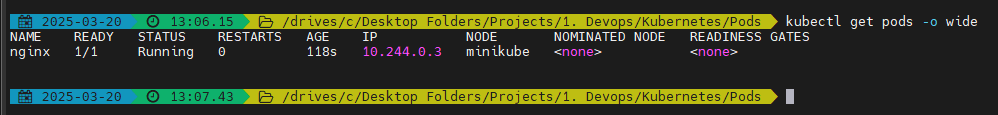 2025-03-20 13:06.15 /drives/c/Desktop Folders/Projects/1. Devops/Kubernetes/Pods kubectl get pods -o wide
NAME READY STATUS RESTARTS AGE IP NODE NOMINATED NODE READINESS GATES
nginx 1/1 Running 0 118s 10.244.0.3 minikube <none> <none>
2025-03-20 13:07.43 /drives/c/Desktop Folders/Projects/1. Devops/Kubernetes/Pods